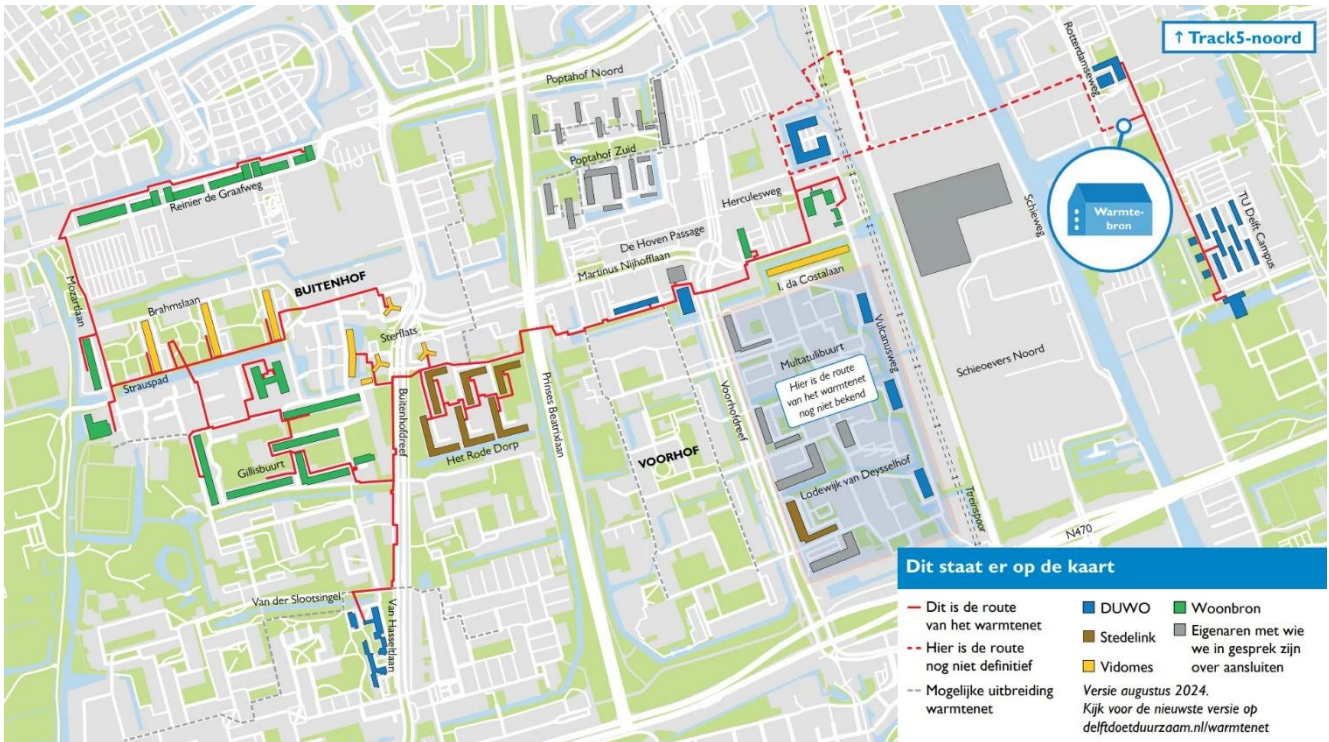 ↑ Track5-noord
Rotterdamseweg
Poptahof Noord
Poptahof Zuid
Reinier de Graafweg
Herculesweg
Schieweg
Warmte-
bron
TU Delft Campus
De Hoven Passage
Martinus Nijhofflaan
Mozartlaan
BUITENHOF
Brahmslaan
I. da Costalaan
Sterflats
Vulcanusweg
Strauspad
Multatulibuurt
Schieoevers Noord
Hier is de route
van het warmtenet
nog niet bekend
Buitenhofdreef
Prinses Beatrixlaan
Voorhofdreef
Het Rode Dorp
VOORHOF
Gillisbuurt
Lodewijk van Deysselhof
Ttreinspoor
N470
Van der Slootsingel
Van Hasseltlaan
Dit staat er op de kaart
Dit is de route
van het warmtenet
Hier is de route
nog niet definitief
Mogelijke uitbreiding
warmtenet
DUWO
Stedelink
Vidomes
Woonbron
Eigenaren met wie
we in gesprek zijn
over aansluiten
Versie augustus 2024.
Kijk voor de nieuwste versie op
delftdoetduurzaam.nl/warmtenet